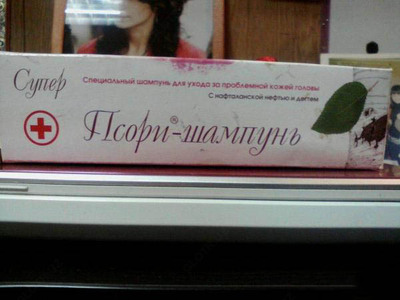 Супер
Специальный шампунь для ухода за проблемной кожей головы
С нафталанской нефтью и дегтем
Псори®-шампунь